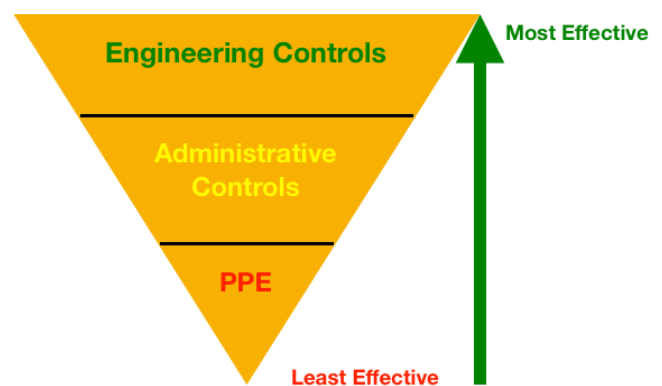 Most Effective
Engineering Controls
Administrative
Controls
PPE
Least Effective